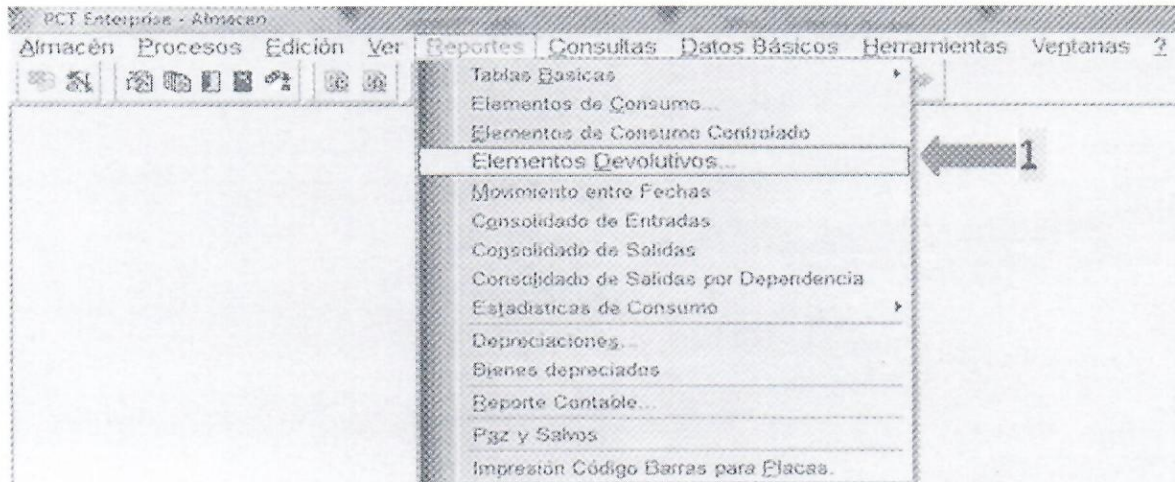 PCT Enterprise - Almacen
Almacén Procesos Edición Ver Reportes Consultas Datos Básicos Herramientas Ventanas ?
Tablas Basicas
Elementos de Consumo...
Elementos de Consumo Controlado
Elementos Devolutivos...
1
Movimiento entre Fechas
Consolidado de Entradas
Consolidado de Salidas
Consolidado de Salidas por Dependencia
Estadisticas de Consumo
Depreciaciones...
Bienes depreciados
Reporte Contable...
Paz y Salvos
Impresión Código Barras para Placas.